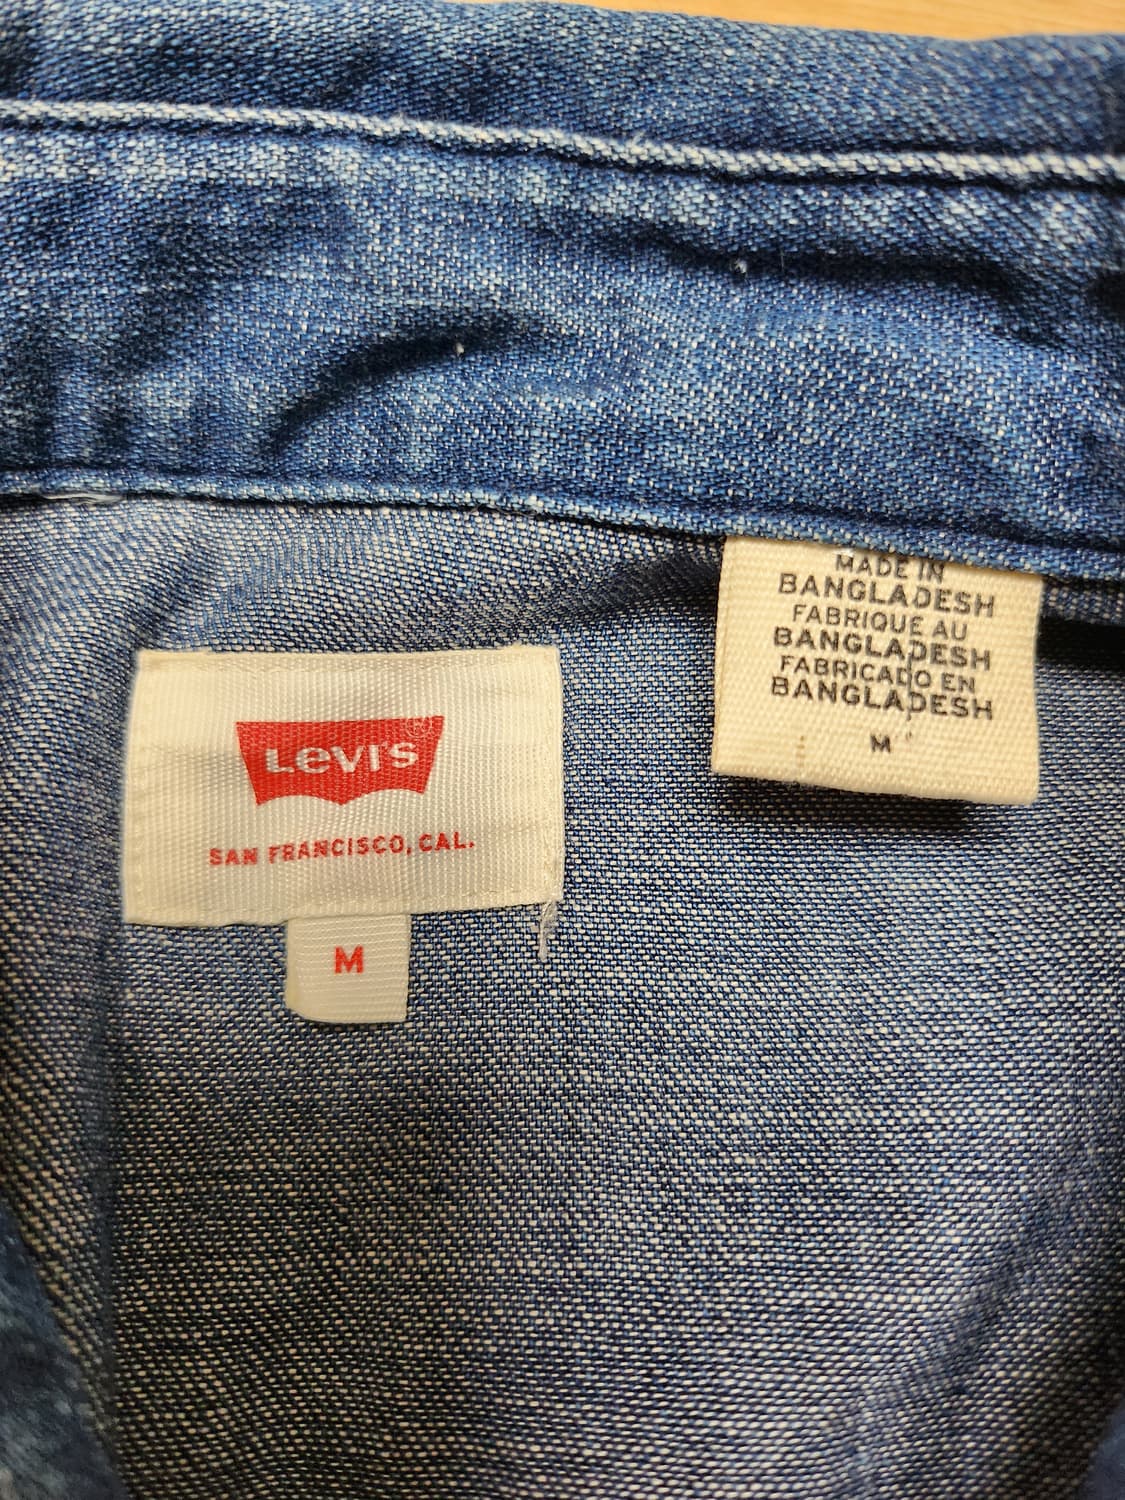 MADE IN
BANGLADESH
FABRIQUE AU
BANGLADESH
FABRICADO EN
BANGLADESH
M
Levi's®
SAN FRANCISCO, CAL.
M